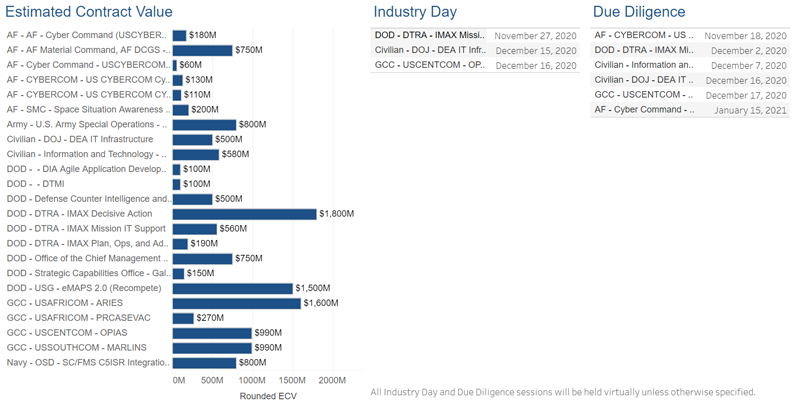 Estimated Contract Value
AF - AF - Cyber Command (USCYBER.. $180M
AF - AF Material Command, AF DCGS -.. $750M
AF - Cyber Command - USCYBERCOM.. $60M
AF - CYBERCOM - US CYBERCOM Cy.. $130M
AF - CYBERCOM - US CYBERCOM CY.. $110M
AF - SMC - Space Situation Awareness .. $200M
Army - U.S. Army Special Operations - .. $800M
Civilian - DOJ - DEA IT Infrastructure $500M
Civilian - Information and Technology - .. $580M
DOD - - DIA Agile Application Develop.. $100M
DOD - - DTMI $100M
DOD - Defense Counter Intelligence and.. $500M
DOD - DTRA - IMAX Decisive Action $1,800M
DOD - DTRA - IMAX Mission IT Support $560M
DOD - DTRA - IMAX Plan, Ops, and Ad.. $190M
DOD - Office of the Chief Management .. $750M
DOD - Strategic Capabilities Office - Gal.. $150M
DOD - USG - eMAPS 2.0 (Recompete) $1,500M
GCC - USAFRICOM - ARIES $1,600M
GCC - USAFRICOM - PRCASEVAC $270M
GCC - USCENTCOM - OPIAS $990M
GCC - USSOUTHCOM - MARLINS $990M
Navy - OSD - SC/FMS C5ISR Integratio.. $800M
0M 500M 1000M 1500M 2000M
Rounded ECV
Industry Day
DOD - DTRA - IMAX Missi.. November 27, 2020
Civilian - DOJ - DEA IT Infr.. December 15, 2020
GCC - USCENTCOM - OP.. December 16, 2020
Due Diligence
AF - CYBERCOM - US .. November 18, 2020
DOD - DTRA - IMAX Mi.. December 2, 2020
Civilian - Information an.. December 7, 2020
Civilian - DOJ - DEA IT .. December 16, 2020
GCC - USCENTCOM - .. December 17, 2020
AF - Cyber Command - .. January 15, 2021
All Industry Day and Due Diligence sessions will be held virtually unless otherwise specified.